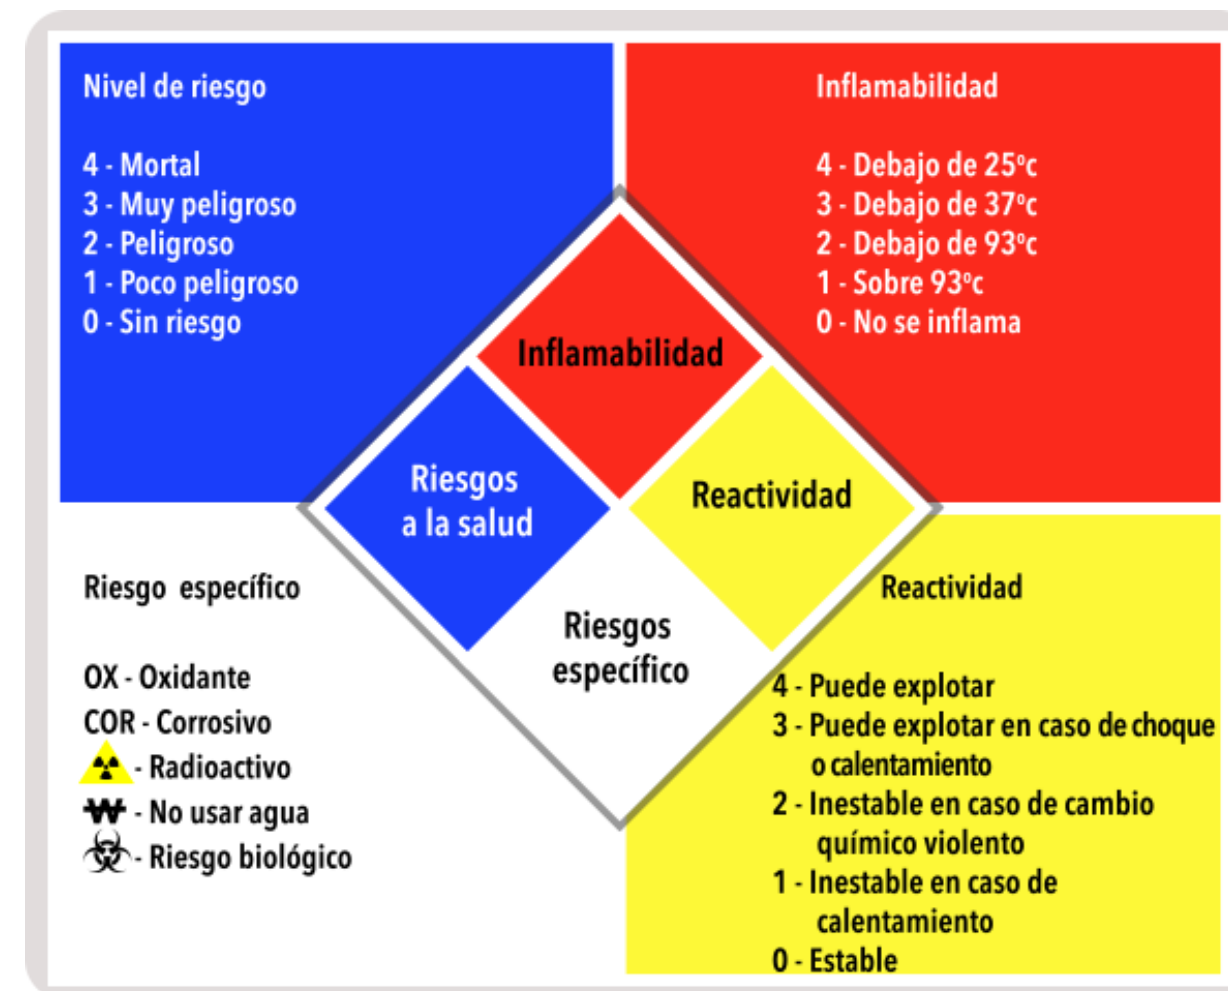 Nivel de riesgo
4 - Mortal
3 - Muy peligroso
2 - Peligroso
1 - Poco peligroso
0 - Sin riesgo
Inflamabilidad
4 - Debajo de 25ºc
3 - Debajo de 37ºc
2 - Debajo de 93ºc
1 - Sobre 93ºc
0 - No se inflama
Inflamabilidad
Riesgos
a la salud
Reactividad
Riesgos
específico
Riesgo específico
OX - Oxidante
COR - Corrosivo
- Radioactivo
W - No usar agua
- Riesgo biológico
Reactividad
4 - Puede explotar
3 - Puede explotar en caso de choque
o calentamiento
2 - Inestable en caso de cambio
químico violento
1 - Inestable en caso de
calentamiento
0 - Estable